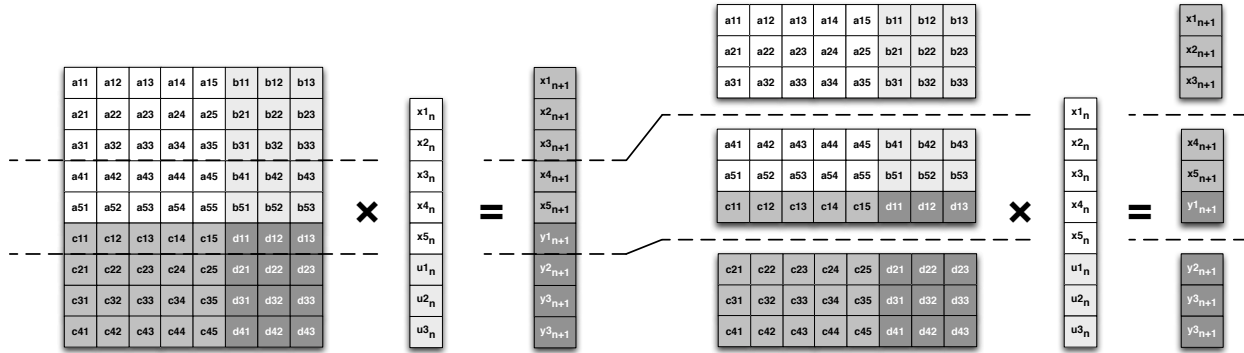 a11 a12 a13 a14 a15 b11 b12 b13
a21 a22 a23 a24 a25 b21 b22 b23
a31 a32 a33 a34 a35 b31 b32 b33
a41 a42 a43 a44 a45 b41 b42 b43
a51 a52 a53 a54 a55 b51 b52 b53
c11 c12 c13 c14 c15 d11 d12 d13
c21 c22 c23 c24 c25 d21 d22 d23
c31 c32 c33 c34 c35 d31 d32 d33
c41 c42 c43 c44 c45 d41 d42 d43
×
x1n
x2n
x3n
x4n
x5n
u1n
u2n
u3n
=
x1n+1
x2n+1
x3n+1
x4n+1
x5n+1
y1n+1
y2n+1
y3n+1
y3n+1
a11 a12 a13 a14 a15 b11 b12 b13
a21 a22 a23 a24 a25 b21 b22 b23
a31 a32 a33 a34 a35 b31 b32 b33
a41 a42 a43 a44 a45 b41 b42 b43
a51 a52 a53 a54 a55 b51 b52 b53
c11 c12 c13 c14 c15 d11 d12 d13
c21 c22 c23 c24 c25 d21 d22 d23
c31 c32 c33 c34 c35 d31 d32 d33
c41 c42 c43 c44 c45 d41 d42 d43
×
x1n
x2n
x3n
x4n
x5n
u1n
u2n
u3n
=
x1n+1
x2n+1
x3n+1
x4n+1
x5n+1
y1n+1
y2n+1
y3n+1
y3n+1